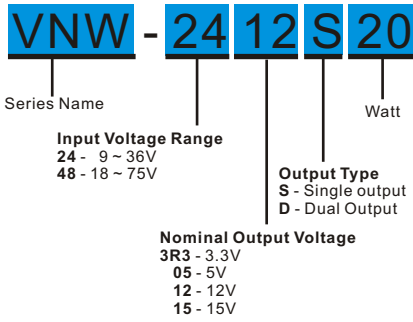 VNW - 24 12 S 20
Series Name
Watt
Input Voltage Range
24 - 9 ~ 36V
48 - 18 ~ 75V
Output Type
S - Single output
D - Dual Output
Nominal Output Voltage
3R3 - 3.3V
05 - 5V
12 - 12V
15 - 15V